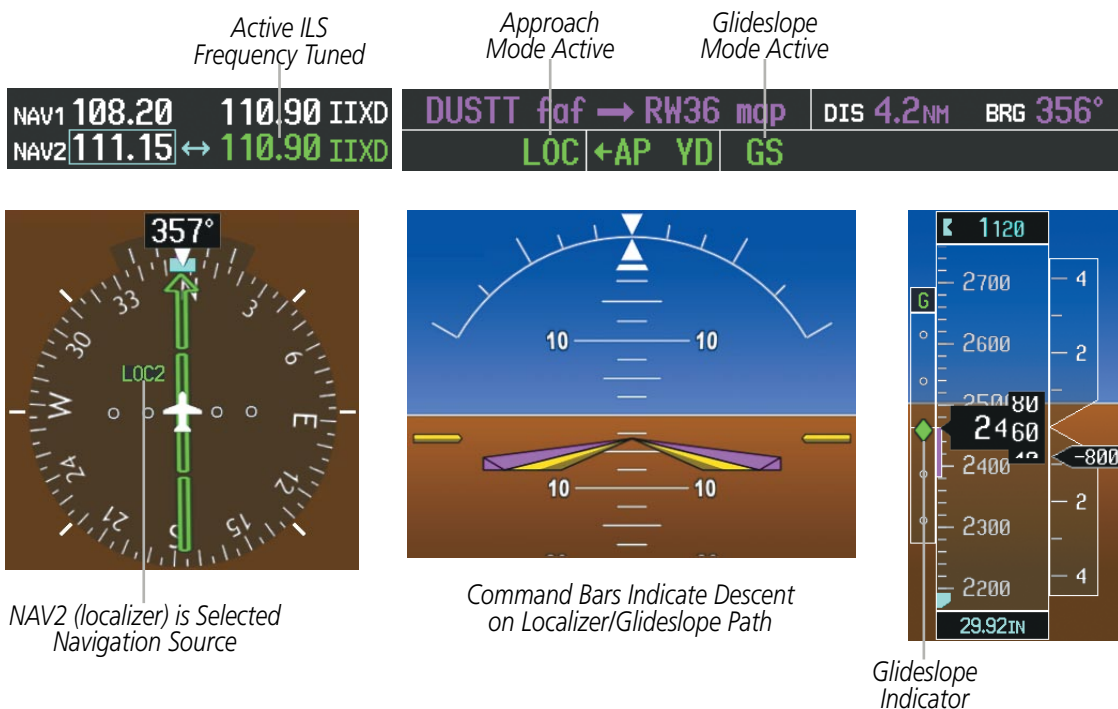 Active ILS
Frequency Tuned
Approach
Mode Active
Glideslope
Mode Active
NAV1 108.20 110.90 IIXD
NAV2 111.15 ↔ 110.90 IIXD
DUSTT faf → RW36 map DIS 4.2NM BRG 356°
LOC ←AP YD GS
357°
N
3
6
E
12
15
S
21
24
W
30
33
LOC2
10 10
10 10
1120
G
2700
2600
2500
2460
80
2400
2300
2200
4
2
-800
2
4
29.92IN
NAV2 (localizer) is Selected
Navigation Source
Command Bars Indicate Descent
on Localizer/Glideslope Path
Glideslope
Indicator